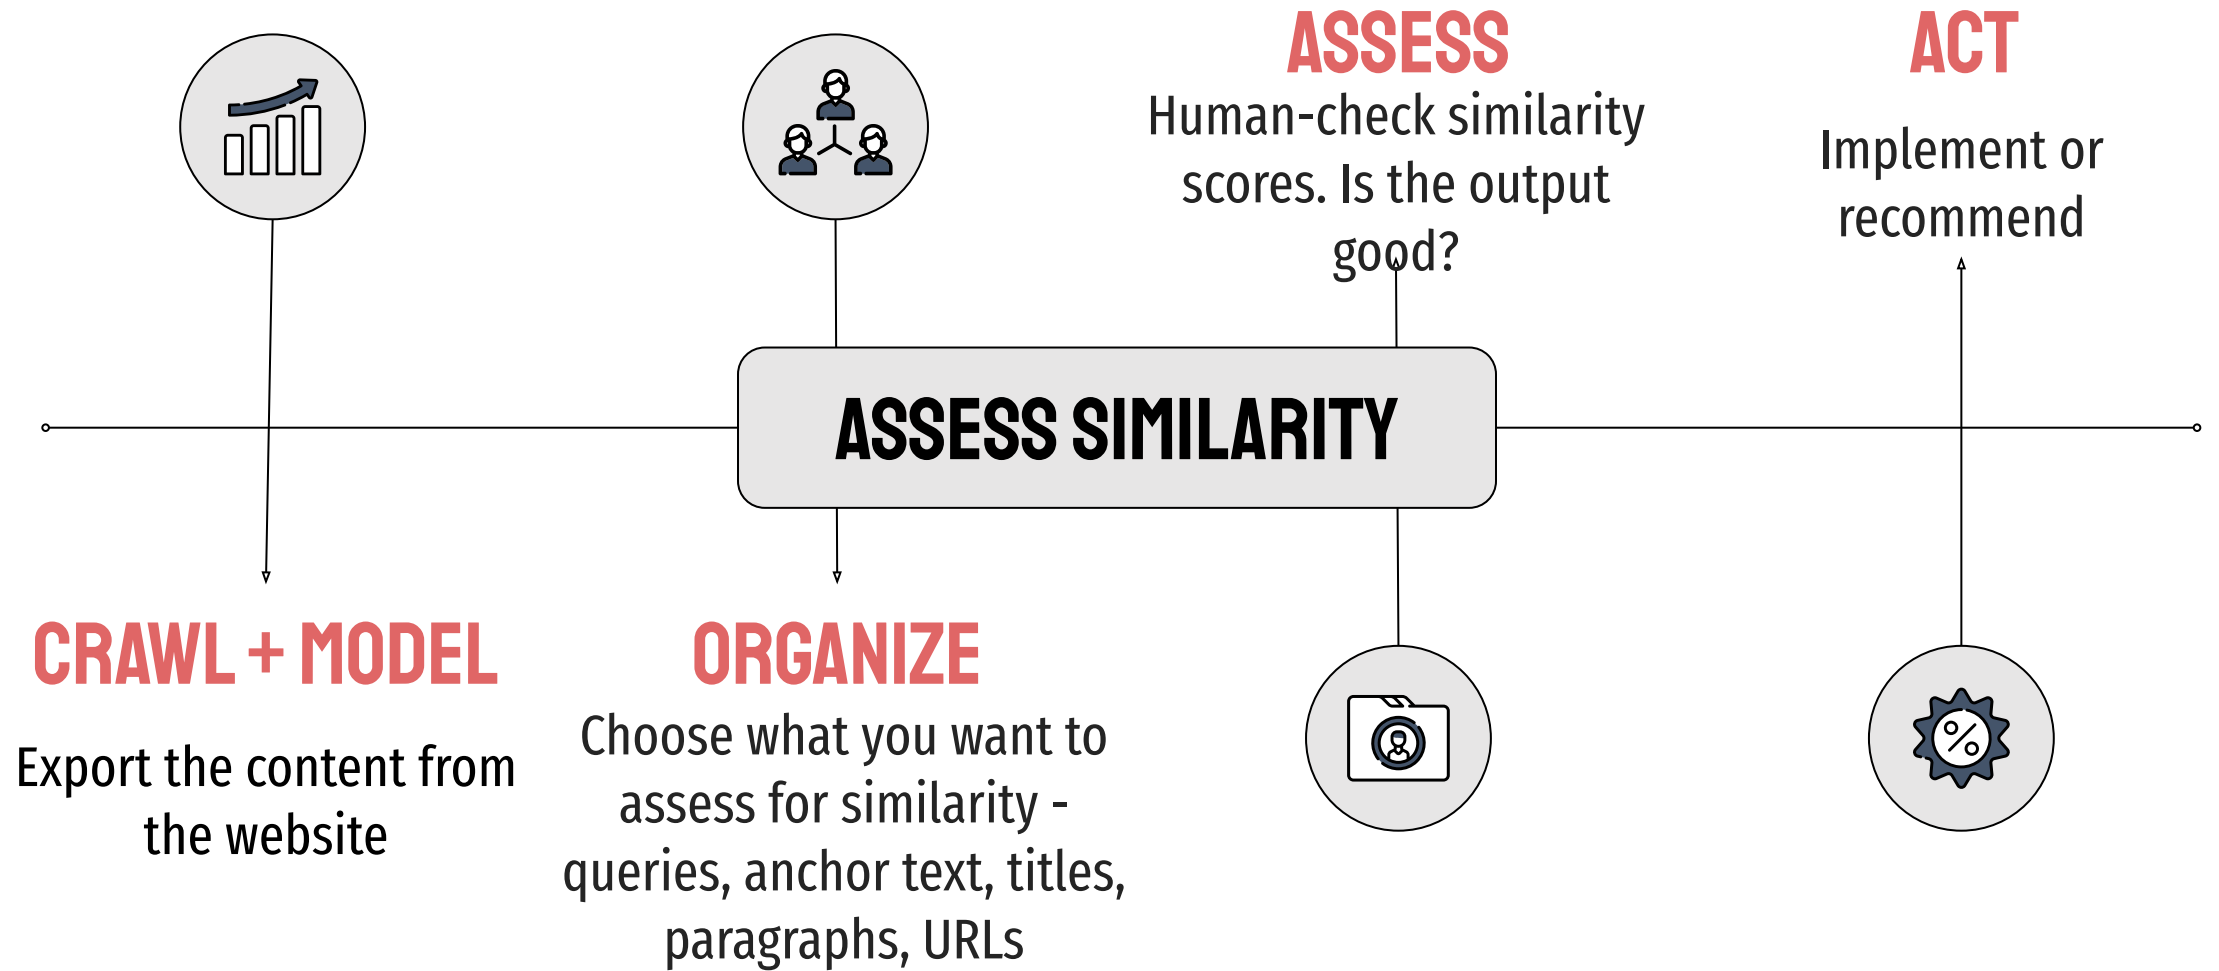 ASSESS
Human-check similarity
scores. Is the output
good?
ACT
Implement or
recommend
ASSESS SIMILARITY
CRAWL + MODEL
Export the content from
the website
ORGANIZE
Choose what you want to
assess for similarity -
queries, anchor text, titles,
paragraphs, URLs
%